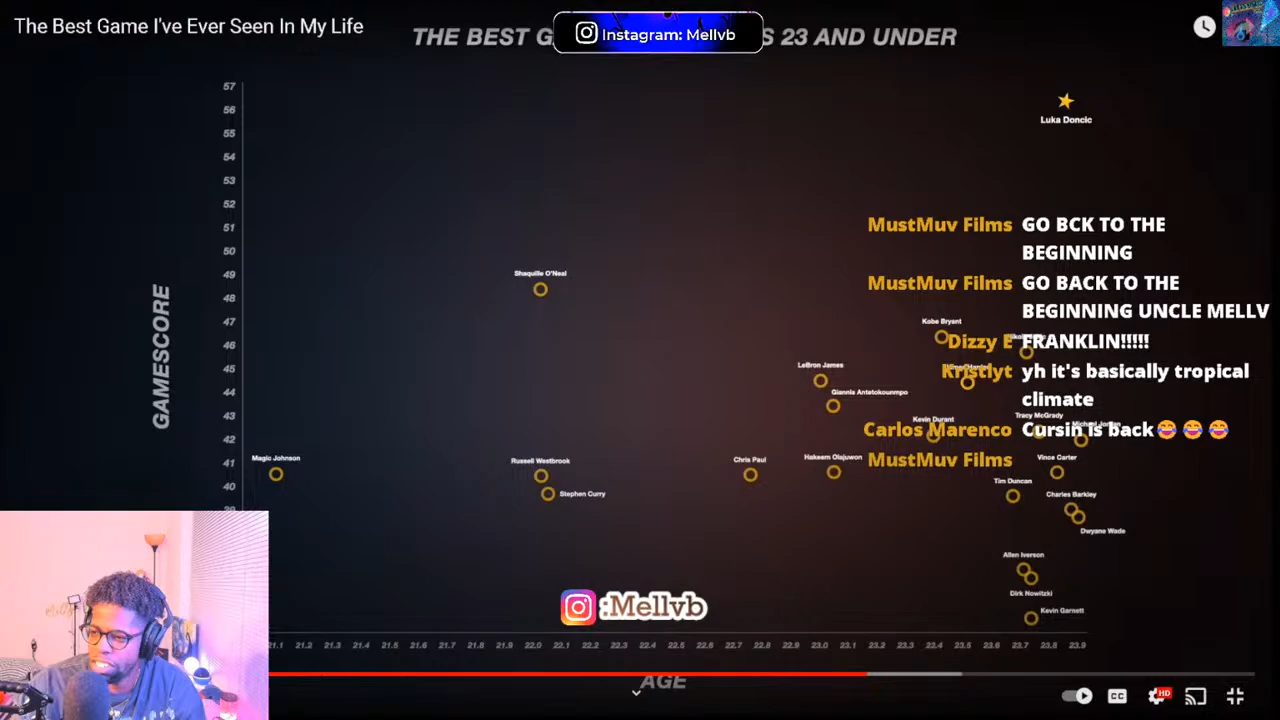 The Best Game I've Ever Seen In My Life
THE BEST G
S 23 AND UNDER
Instagram: Mellvb
57
56
55
54
53
52
51
50
49
48
47
46
45
44
43
42
41
40
GAMESCORE
Luka Doncic
Shaquille O'Neal
Kobe Bryant
LeBron James
Giannis Antetokounmpo
Kevin Durant
Tracy McGrady
Magic Johnson
Russell Westbrook
Stephen Curry
Chris Paul
Hakeem Olajuwon
Vince Carter
Tim Duncan
Charles Barkley
Dwyane Wade
Allen Iverson
Dirk Nowitzki
Kevin Garnett
MustMuv Films GO BCK TO THE
BEGINNING
MustMuv Films GO BACK TO THE
BEGINNING UNCLE MELLV
Dizzy E FRANKLIN!!!!!
Kristlyt yh it's basically tropical
climate
Carlos Marenco Cursin is back😂 😂 😂
MustMuv Films
:Mellvb
21.1 21.2 21.3 21.4 21.5 21.6 21.7 21.8 21.9 22.0 22.1 22.2 22.3 22.4 22.5 22.6 22.7 22.8 22.9 23.0 23.1 23.2 23.3 23.4 23.5 23.6 23.7 23.8 23.9
AGE
CC
HD